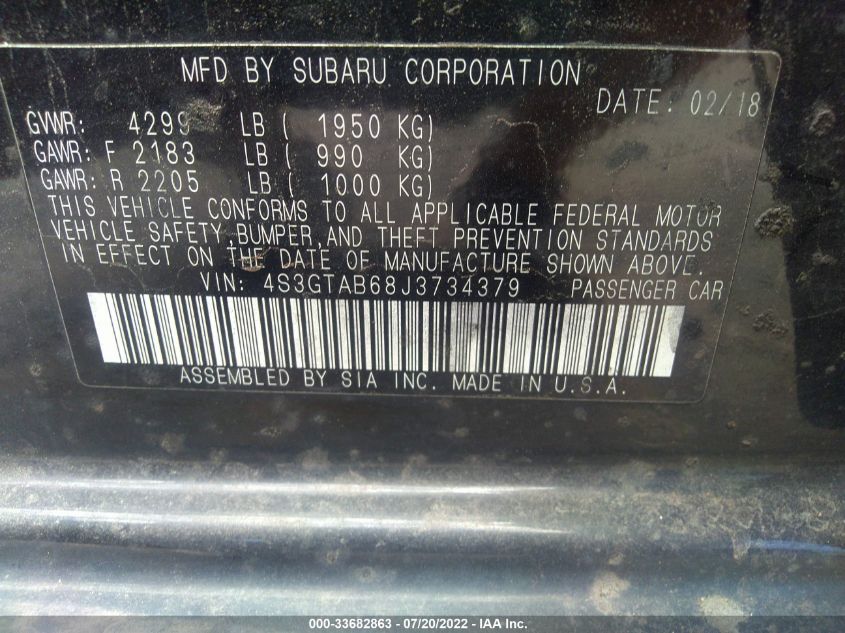 MFD BY SUBARU CORPORATION
DATE: 02/18
GVWR: 4299 LB ( 1950 KG)
GAWR: F 2183 LB ( 990 KG)
GAWR: R 2205 LB ( 1000 KG)
THIS VEHICLE CONFORMS TO ALL APPLICABLE FEDERAL MOTOR
VEHICLE SAFETY, BUMPER, AND THEFT PREVENTION STANDARDS
IN EFFECT ON THE DATE OF MANUFACTURE SHOWN ABOVE.
VIN: 4S3GTAB68J3734379 PASSENGER CAR
ASSEMBLED BY SIA INC. MADE IN U.S.A.
000-33682863 - 07/20/2022 - IAA Inc.